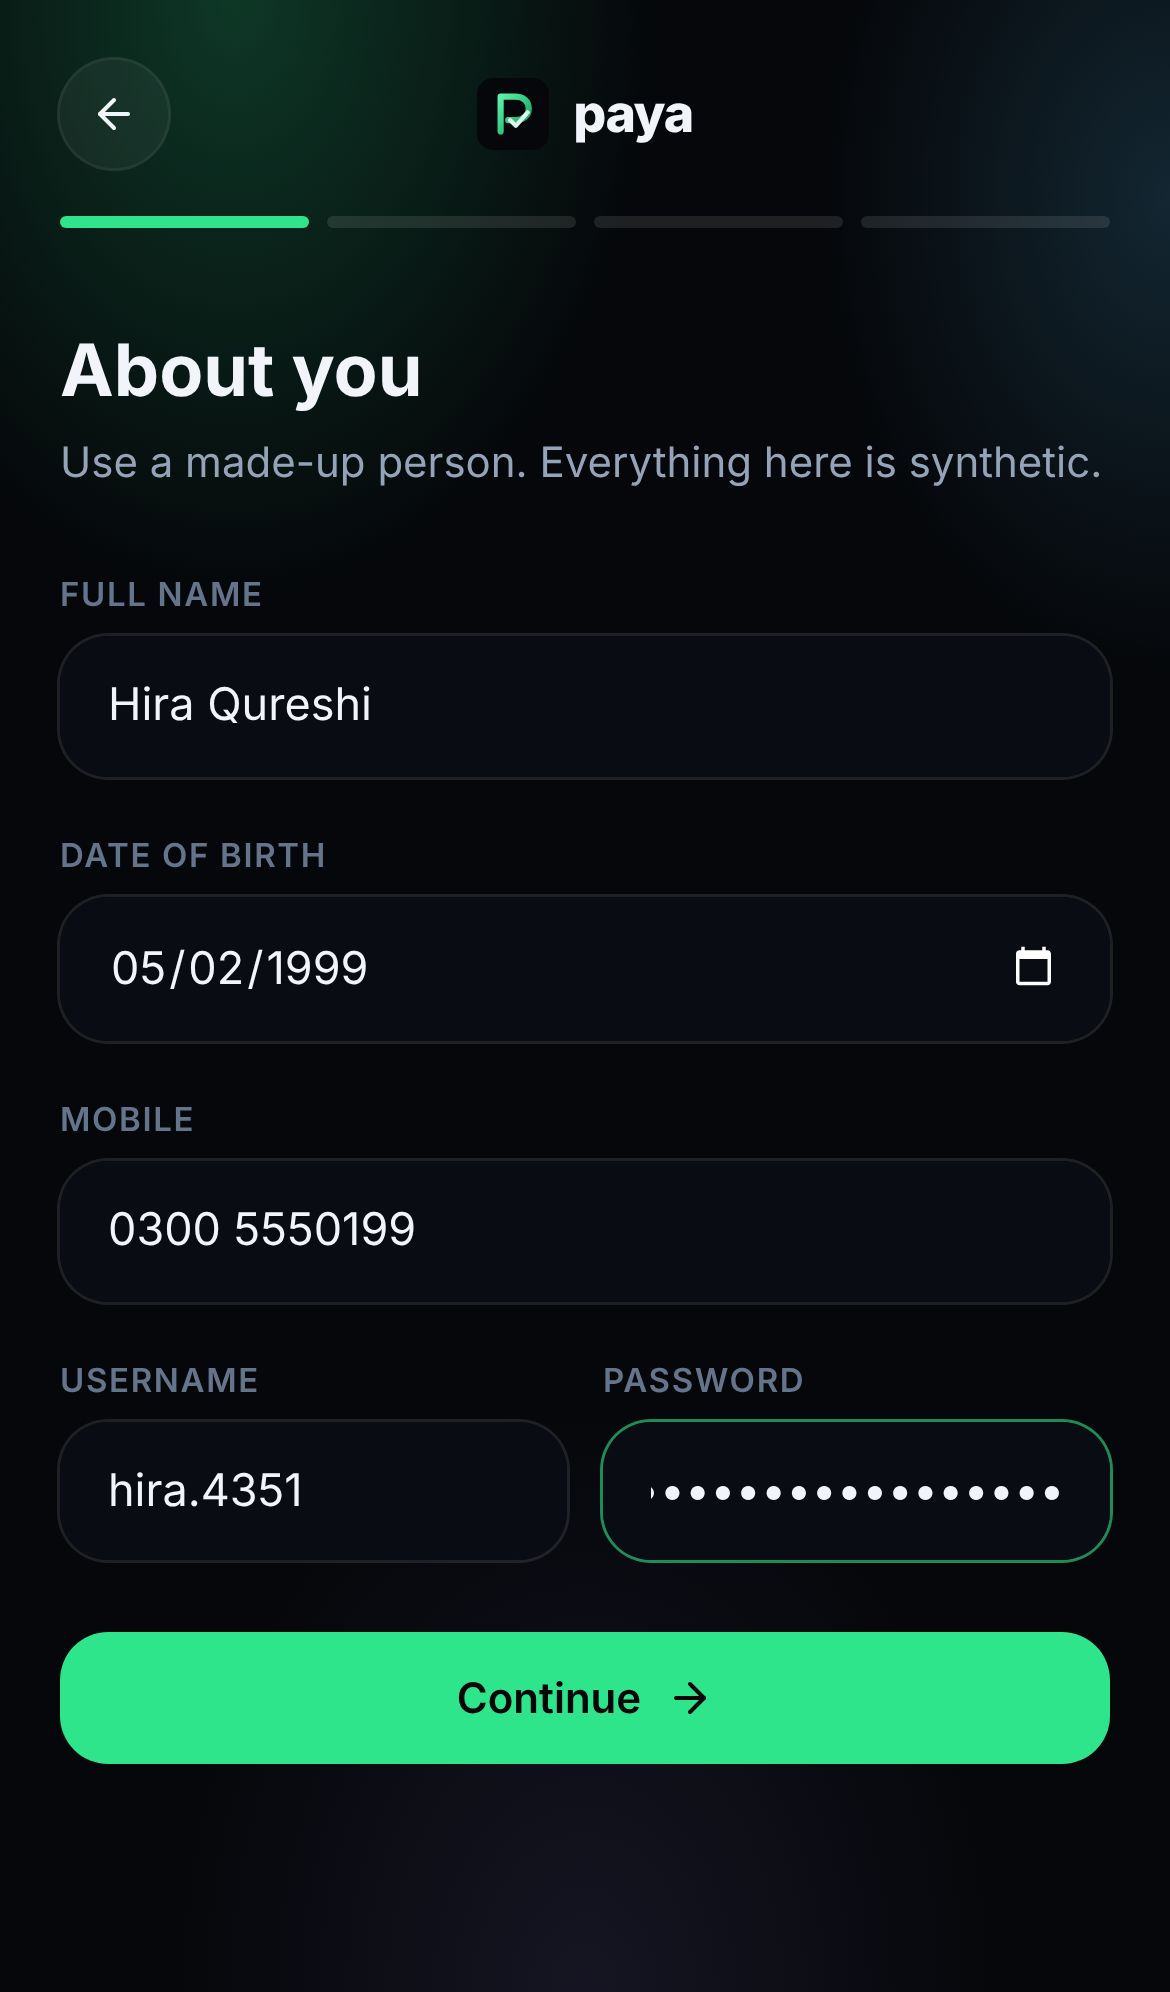 paya
About you
Use a made-up person. Everything here is synthetic.
FULL NAME
Hira Qureshi
DATE OF BIRTH
05/02/1999
MOBILE
0300 5550199
USERNAME
hira.4351
PASSWORD
Continue